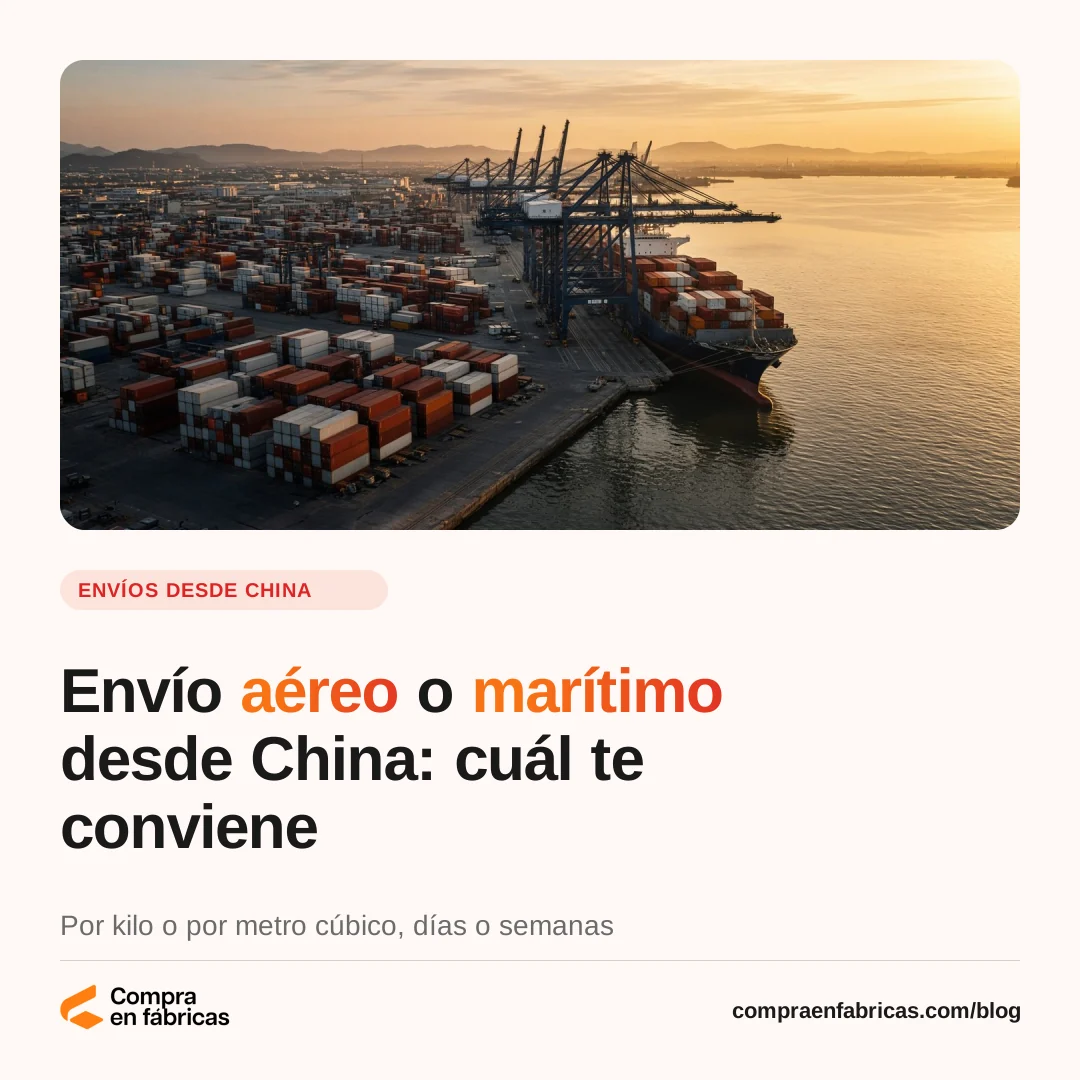 ENVÍOS DESDE CHINA
Envío aéreo o marítimo
desde China: cuál te
conviene
Por kilo o por metro cúbico, días o semanas
Compra
en fábricas
compraenfabricas.com/blog